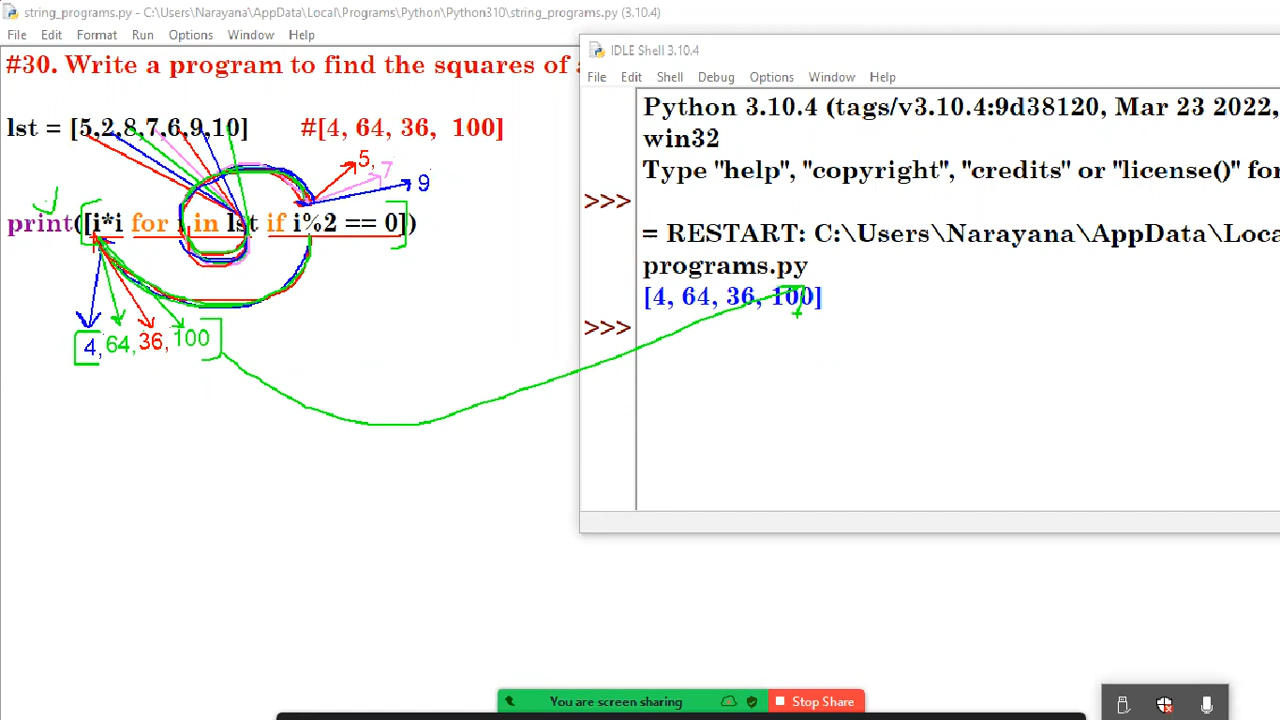 string_programs.py - C:\Users\Narayana\AppData\Local\Programs\Python\Python310\string_programs.py (3.10.4)
File Edit Format Run Options Window Help
#30. Write a program to find the squares of
lst = [5,2,8,7,6,9,10] #[4, 64, 36, 100]
5,
7
9
print([i*i for i in lst if i%2 == 0])
[4, 64, 36, 100]
IDLE Shell 3.10.4
File Edit Shell Debug Options Window Help
Python 3.10.4 (tags/v3.10.4:9d38120, Mar 23 2022,
win32
Type "help", "copyright", "credits" or "license()" for
>>>
= RESTART: C:\Users\Narayana\AppData\Loca
programs.py
[4, 64, 36, 100]
>>>
You are screen sharing Stop Share